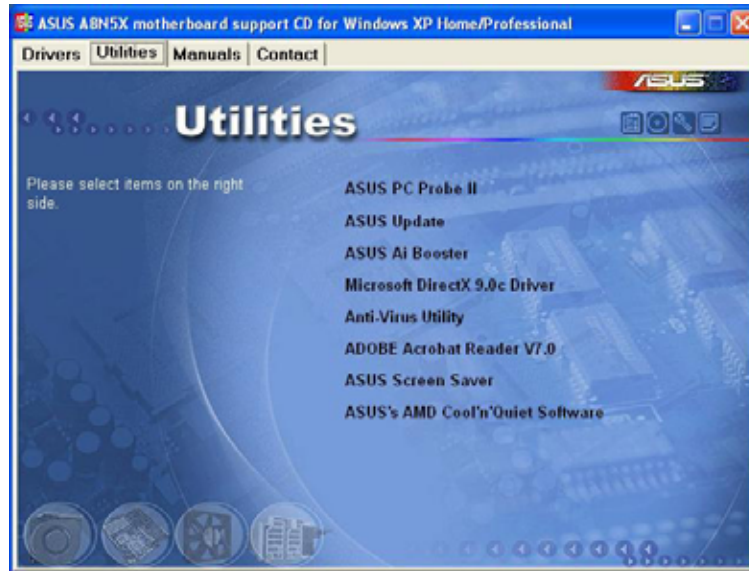 ASUS A8N5X motherboard support CD for Windows XP Home/Professional
Drivers Utilities Manuals Contact
ASUS
Utilities
Please select items on the right
side.
ASUS PC Probe II
ASUS Update
ASUS Ai Booster
Microsoft DirectX 9.0c Driver
Anti-Virus Utility
ADOBE Acrobat Reader V7.0
ASUS Screen Saver
ASUS's AMD Cool'n'Quiet Software